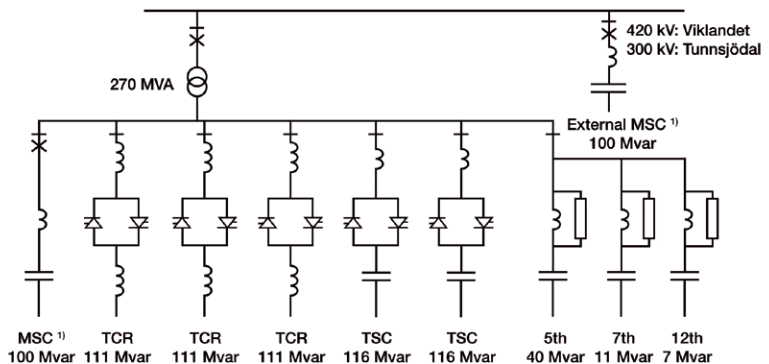 420 kV: Viklandet
300 kV: Tunnsjödal
270 MVA
External MSC ¹⁾
100 Mvar
MSC ¹⁾ TCR TCR TCR TSC TSC 5th 7th 12th
100 Mvar 111 Mvar 111 Mvar 111 Mvar 116 Mvar 116 Mvar 40 Mvar 11 Mvar 7 Mvar